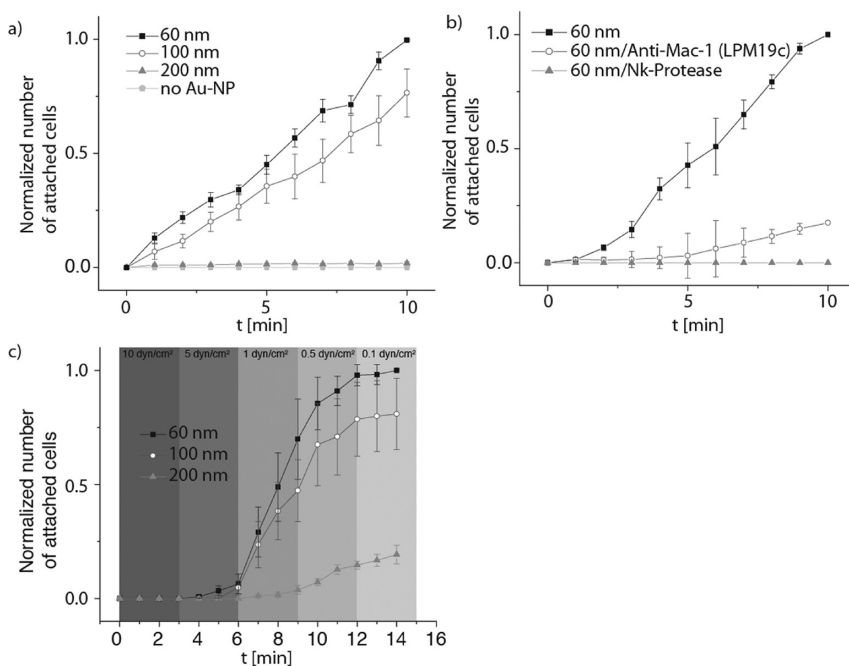 a)
60 nm
100 nm
200 nm
no Au-NP
1.0
0.5
0.0
Normalized number
of attached cells
0
5
10
t [min]
b)
60 nm
60 nm/Anti-Mac-1 (LPM19c)
60 nm/Nk-Protease
1.0
0.5
0.0
Normalized number
of attached cells
0
5
10
t [min]
c)
10 dyn/cm² 5 dyn/cm² 1 dyn/cm² 0.5 dyn/cm² 0.1 dyn/cm²
60 nm
100 nm
200 nm
1.0
0.5
0.0
Normalized number
of attached cells
0 2 4 6 8 10 12 14 16
t [min]